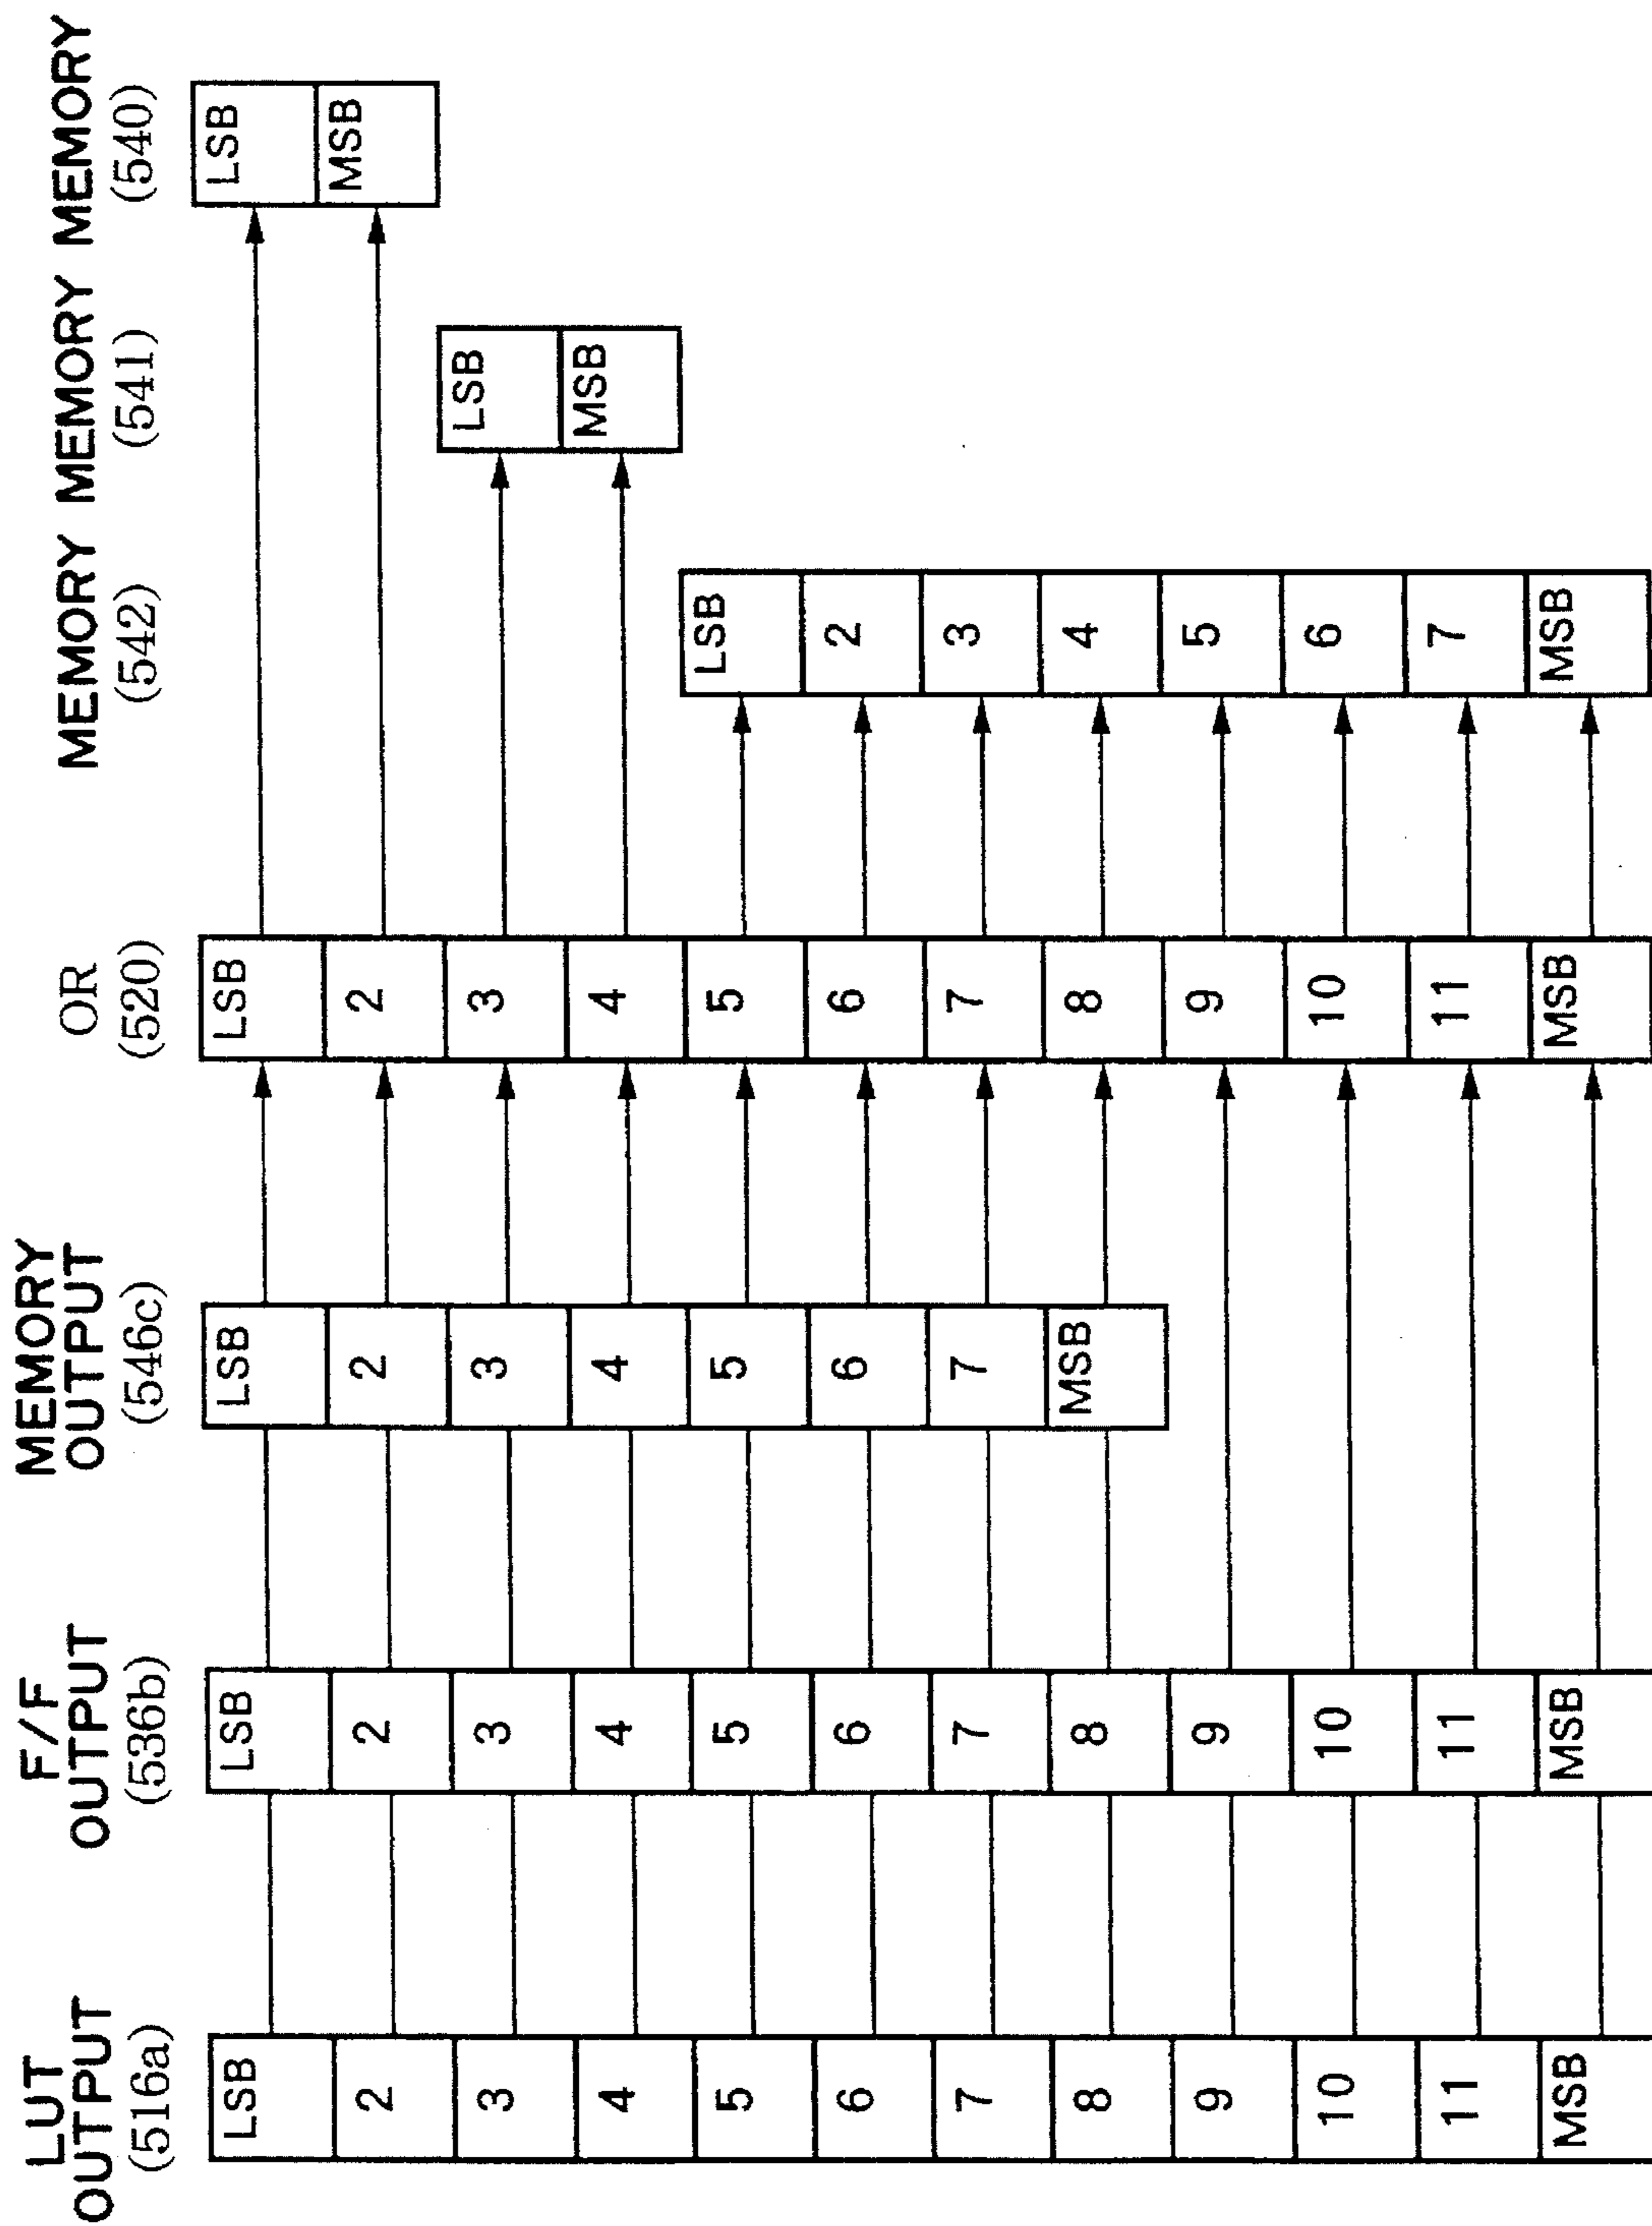 LUT
OUTPUT
(516a)
LSB
2
3
4
5
6
7
8
9
10
11
MSB
F/F
OUTPUT
(536b)
LSB
2
3
4
5
6
7
8
9
10
11
MSB
MEMORY
OUTPUT
(546c)
LSB
2
3
4
5
6
7
MSB
OR
(520)
LSB
2
3
4
5
6
7
8
9
10
11
MSB
MEMORY
(542)
LSB
2
3
4
5
6
7
MSB
MEMORY
(541)
LSB
MSB
MEMORY
(540)
LSB
MSB